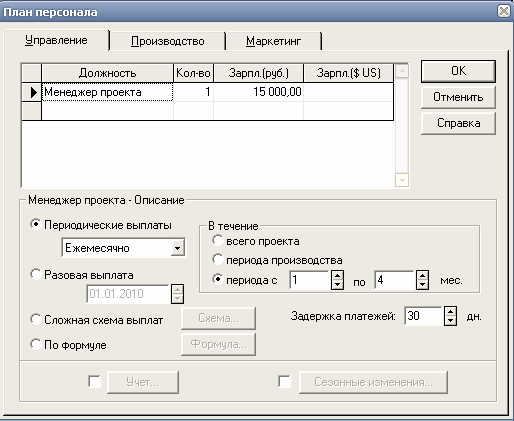 План персонала
Управление Производство Маркетинг
Должность Кол-во Зарпл.(руб.) Зарпл.($ US)
Менеджер проекта 1 15 000,00
OK
Отменить
Справка
Менеджер проекта - Описание
Периодические выплаты
Ежемесячно
Разовая выплата
01.01.2010
Сложная схема выплат Схема...
По формуле Формула...
В течение
всего проекта
периода производства
периода с 1 по 4 мес.
Задержка платежей: 30 дн.
Учет... Сезонные изменения...